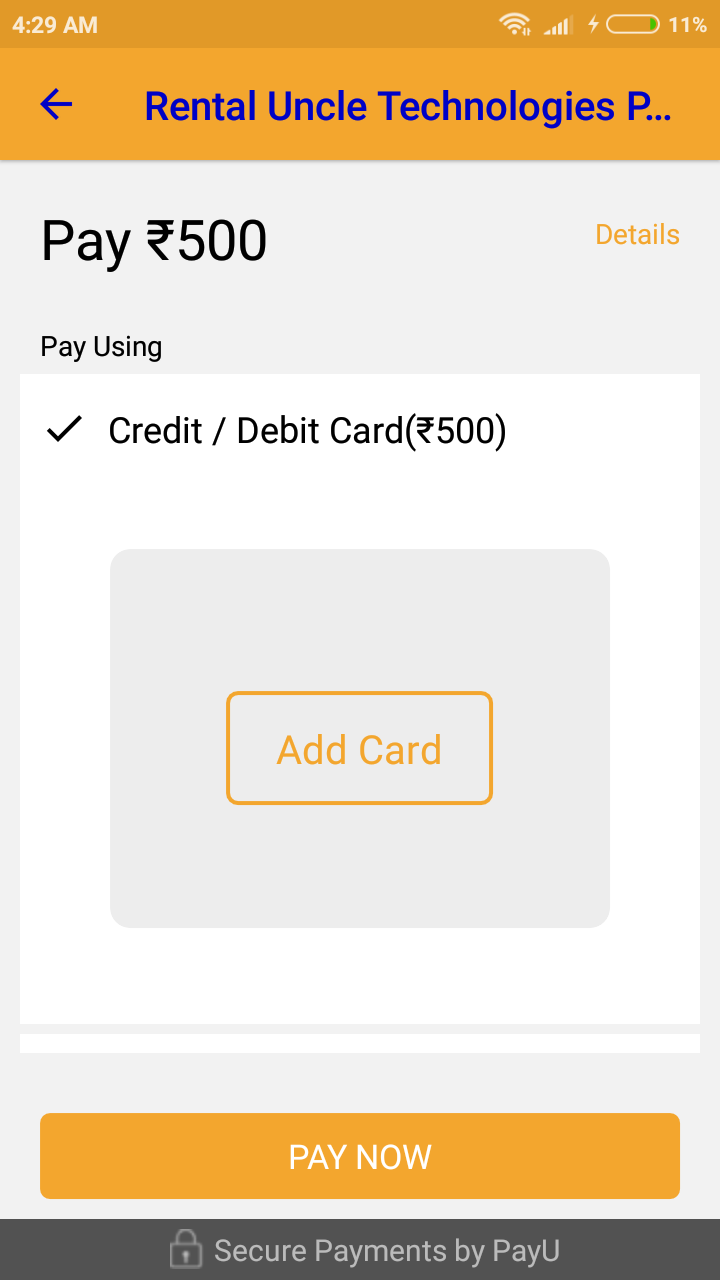 4:29 AM 11%
Rental Uncle Technologies P...
Pay ₹500
Details
Pay Using
Credit / Debit Card(₹500)
Add Card
PAY NOW
Secure Payments by PayU